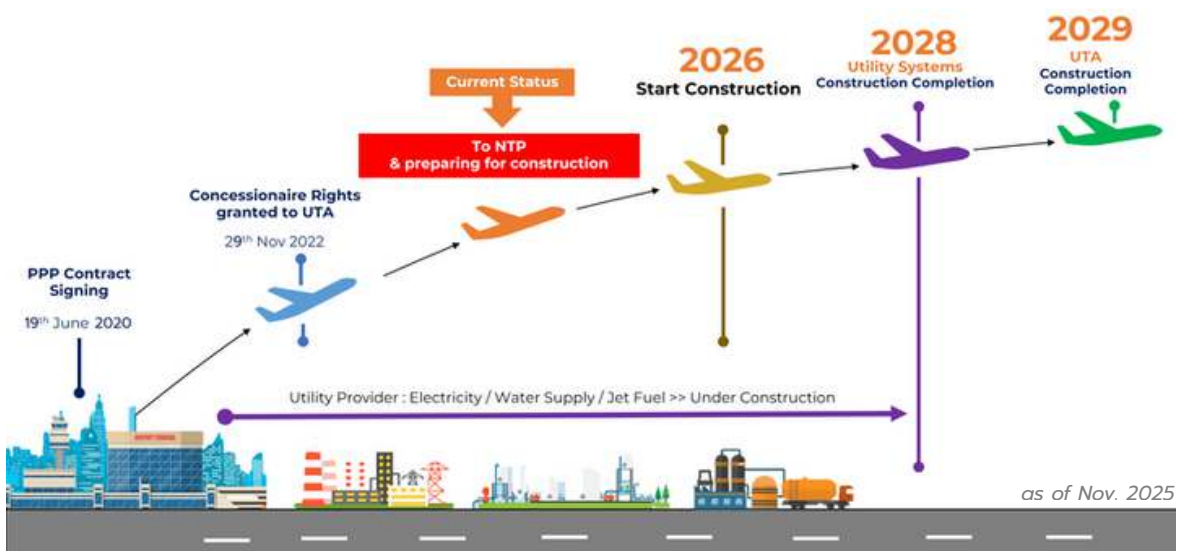 2029
UTA
Construction
Completion
2028
Utility Systems
Construction Completion
2026
Start Construction
Current Status
To NTP
& preparing for construction
Concessionaire Rights
granted to UTA
29th Nov 2022
PPP Contract
Signing
19th June 2020
Utility Provider : Electricity / Water Supply / Jet Fuel >> Under Construction
as of Nov. 2025